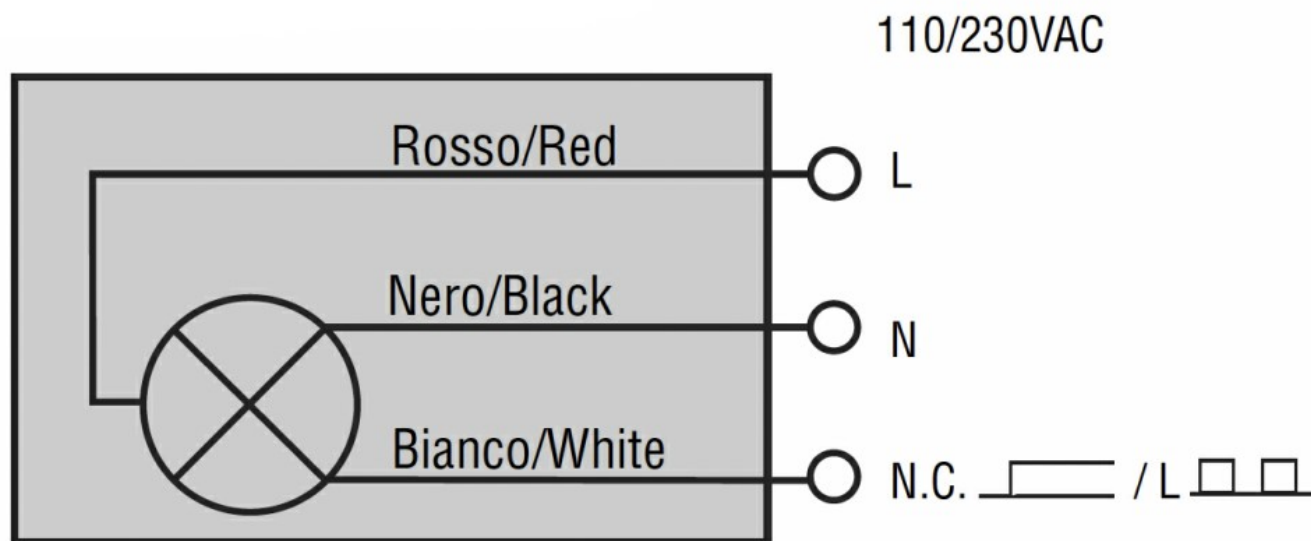 110/230VAC
Rosso/Red
L
Nero/Black
N
Bianco/White
N.C. / L